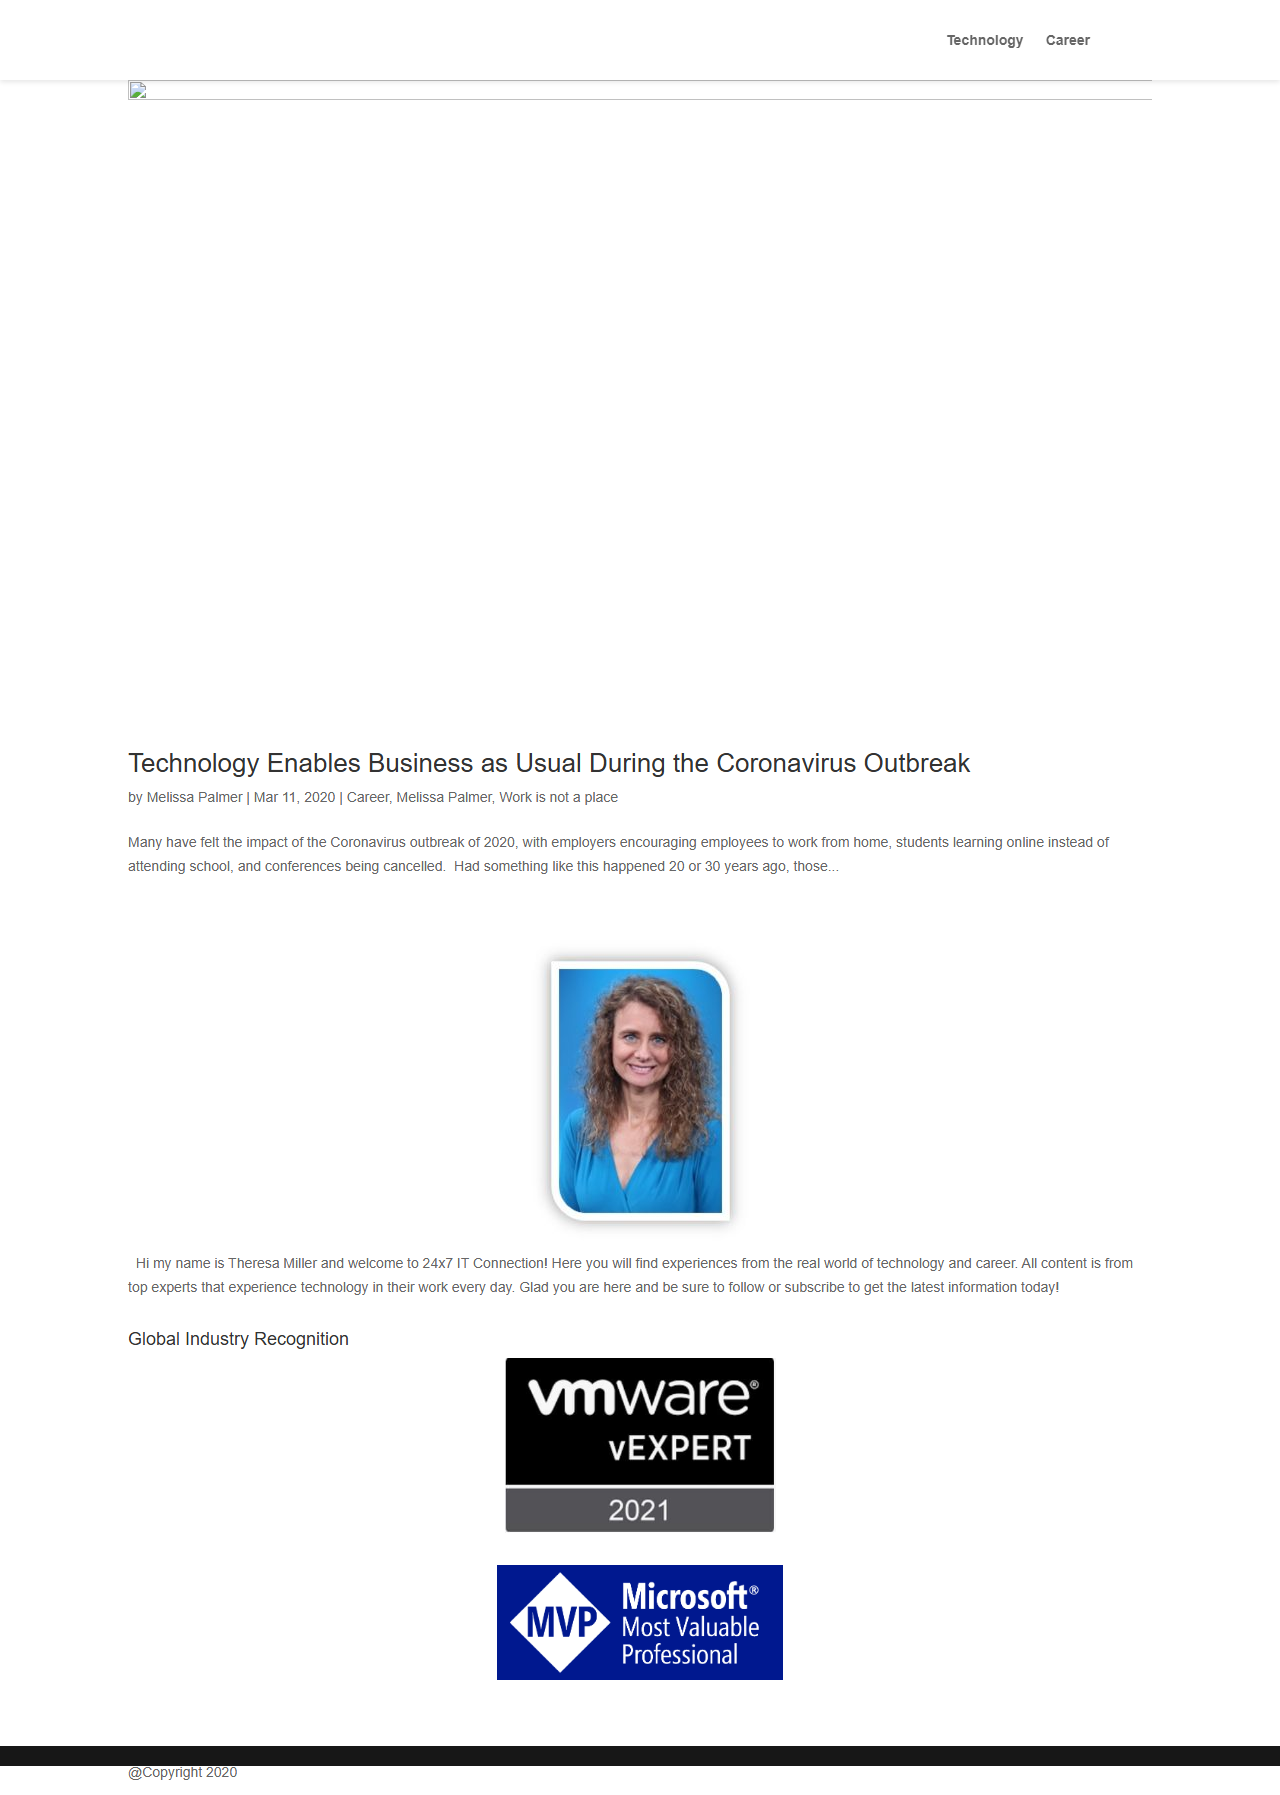 Technology Career
Technology Enables Business as Usual During the Coronavirus Outbreak
by Melissa Palmer | Mar 11, 2020 | Career, Melissa Palmer, Work is not a place
Many have felt the impact of the Coronavirus outbreak of 2020, with employers encouraging employees to work from home, students learning online instead of
attending school, and conferences being cancelled.  Had something like this happened 20 or 30 years ago, those...
Hi my name is Theresa Miller and welcome to 24x7 IT Connection! Here you will find experiences from the real world of technology and career. All content is from
top experts that experience technology in their work every day. Glad you are here and be sure to follow or subscribe to get the latest information today!
Global Industry Recognition
vmware®
vEXPERT
2021
MVP
Microsoft®
Most Valuable
Professional
@Copyright 2020